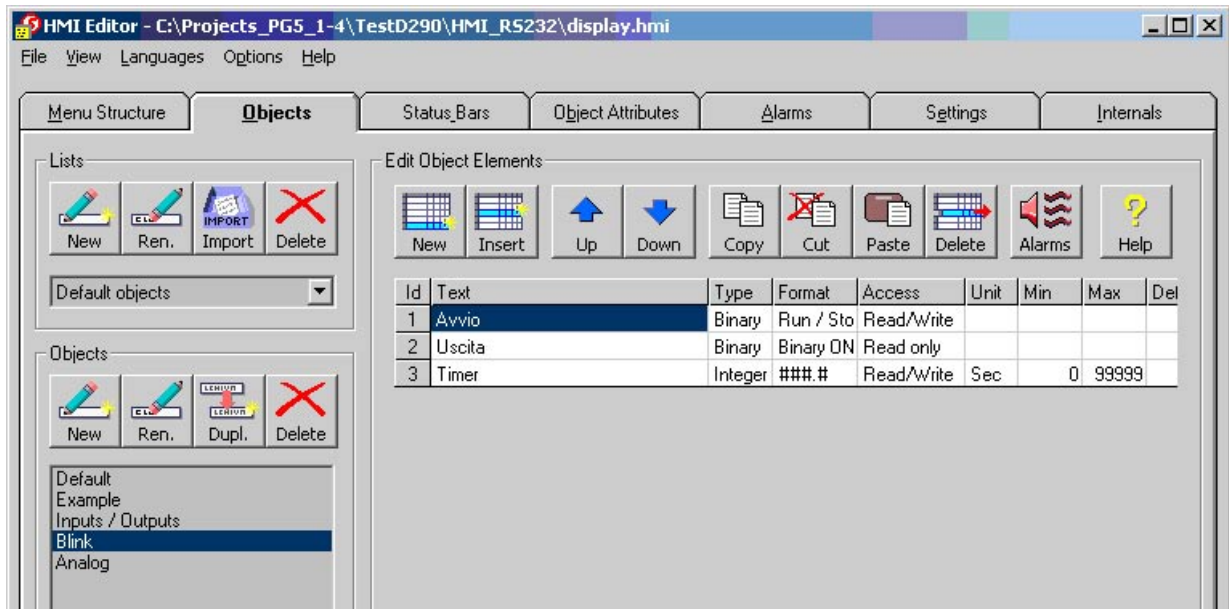 HMI Editor - C:\Projects_PG5_1-4\TestD290\HMI_RS232\display.hmi
File View Languages Options Help
Menu Structure Objects Status Bars Object Attributes Alarms Settings Internals
Lists
New Ren. IMPORT Import Delete
Default objects
Objects
New Ren. Dupl. Delete
Default
Example
Inputs / Outputs
Blink
Analog
Edit Object Elements
New Insert Up Down Copy Cut Paste Delete Alarms Help
Id Text Type Format Access Unit Min Max Del
1 Avvio Binary Run / Sto Read/Write
2 Uscita Binary Binary ON Read only
3 Timer Integer ###.# Read/Write Sec 0 99999